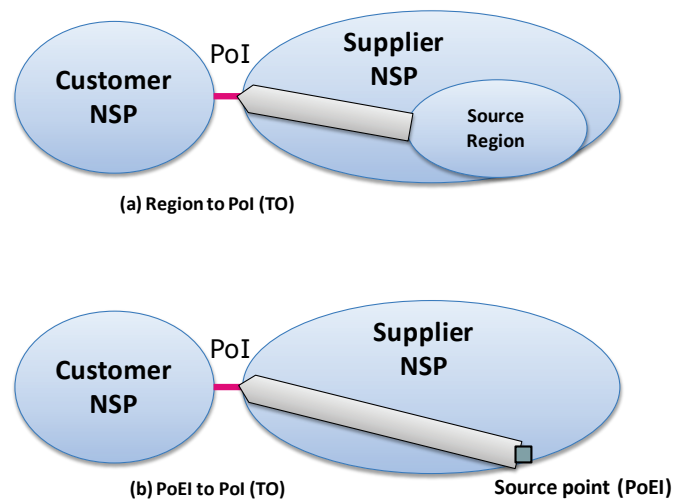 Customer
NSP
PoI
Supplier
NSP
Source
Region
(a) Region to PoI (TO)
Customer
NSP
PoI
Supplier
NSP
(b) PoEI to PoI (TO)
Source point (PoEI)